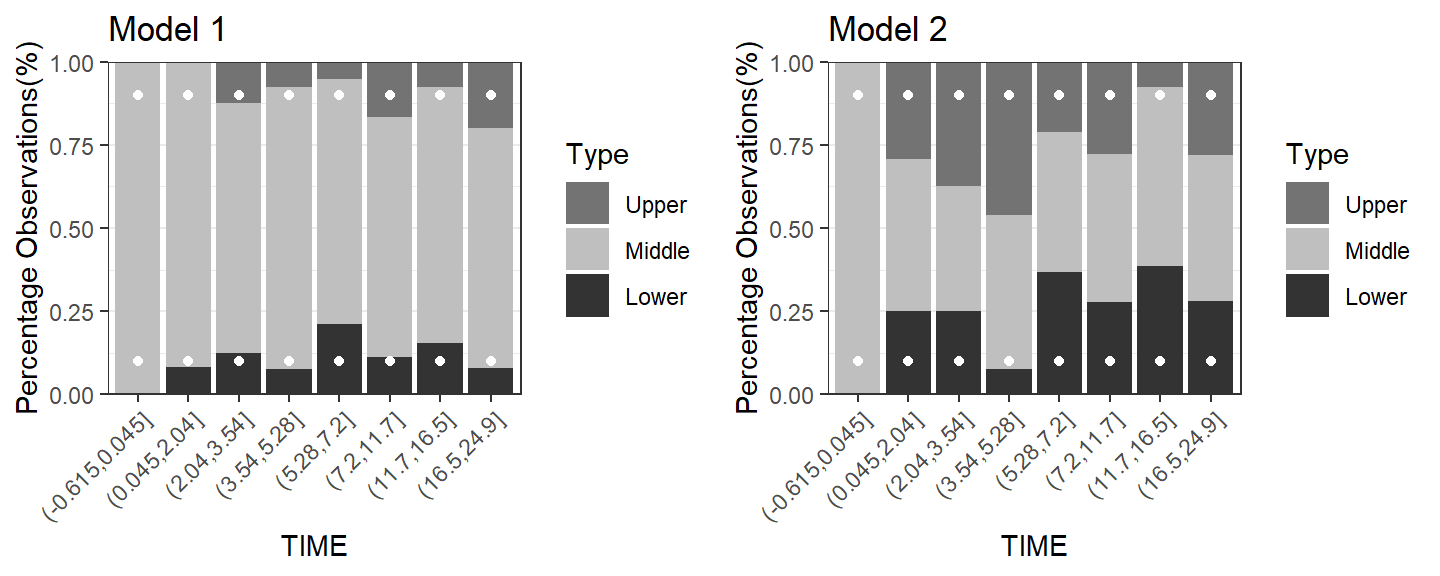 Model 1
Percentage Observations(%)
1.00
0.75
0.50
0.25
0.00
(-0.615,0.045]
(0.045,2.04]
(2.04,3.54]
(3.54,5.28]
(5.28,7.2]
(7.2,11.7]
(11.7,16.5]
(16.5,24.9]
TIME
Type
Upper
Middle
Lower
Model 2
Percentage Observations(%)
1.00
0.75
0.50
0.25
0.00
(-0.615,0.045]
(0.045,2.04]
(2.04,3.54]
(3.54,5.28]
(5.28,7.2]
(7.2,11.7]
(11.7,16.5]
(16.5,24.9]
TIME
Type
Upper
Middle
Lower